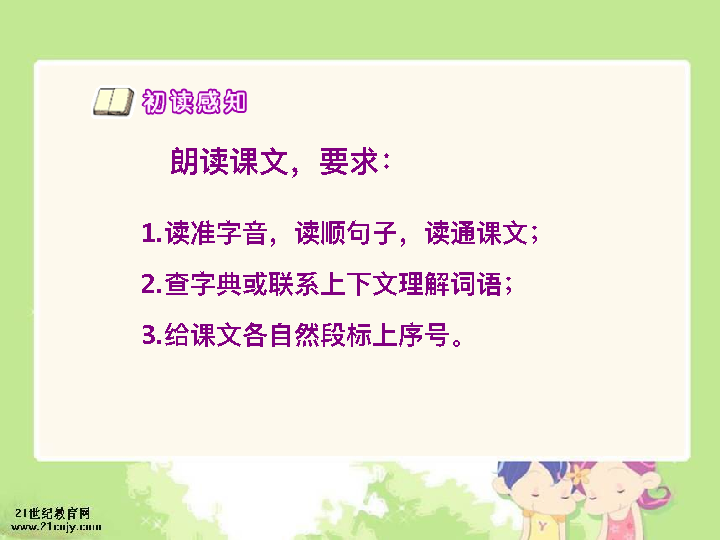 初读感知
朗读课文，要求：
1.读准字音，读顺句子，读通课文；
2.查字典或联系上下文理解词语；
3.给课文各自然段标上序号。
21世纪教育网
www.21cnjy.com
Y